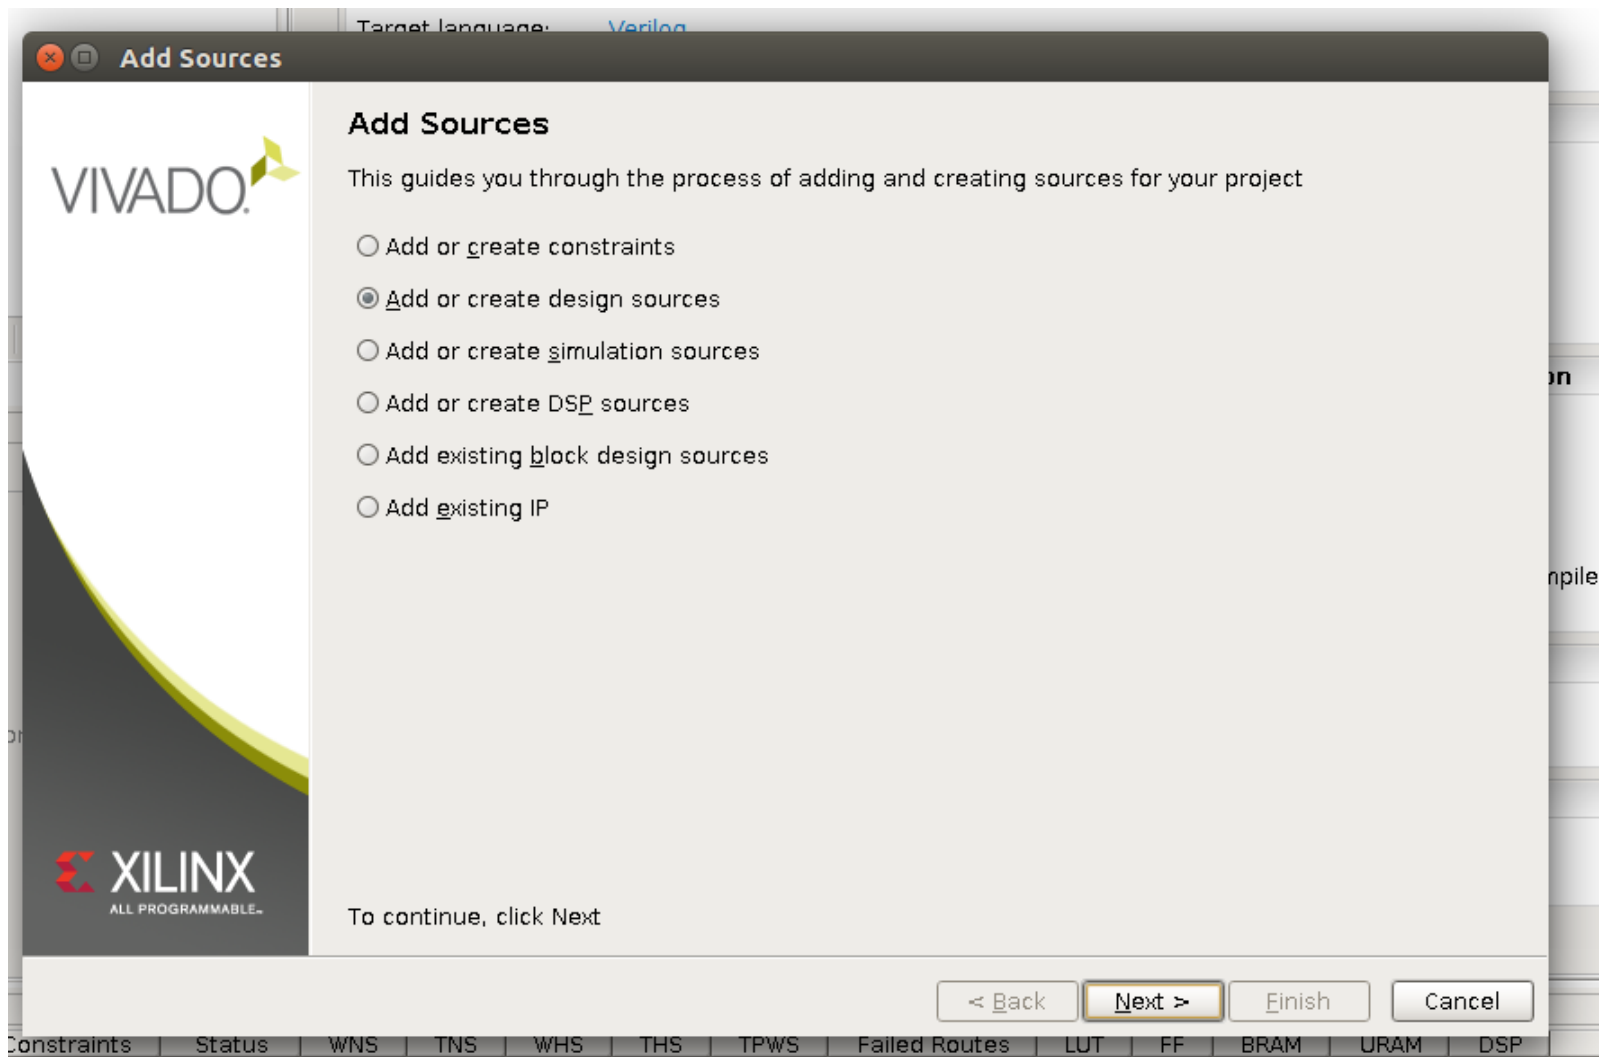 Target language: Verilog
Add Sources
VIVADO.
Add Sources
This guides you through the process of adding and creating sources for your project
Add or create constraints
Add or create design sources
Add or create simulation sources
Add or create DSP sources
Add existing block design sources
Add existing IP
XILINX
ALL PROGRAMMABLE™
To continue, click Next
< Back Next > Finish Cancel
Constraints Status WNS TNS WHS THS TPWS Failed Routes LUT FF BRAM URAM DSP